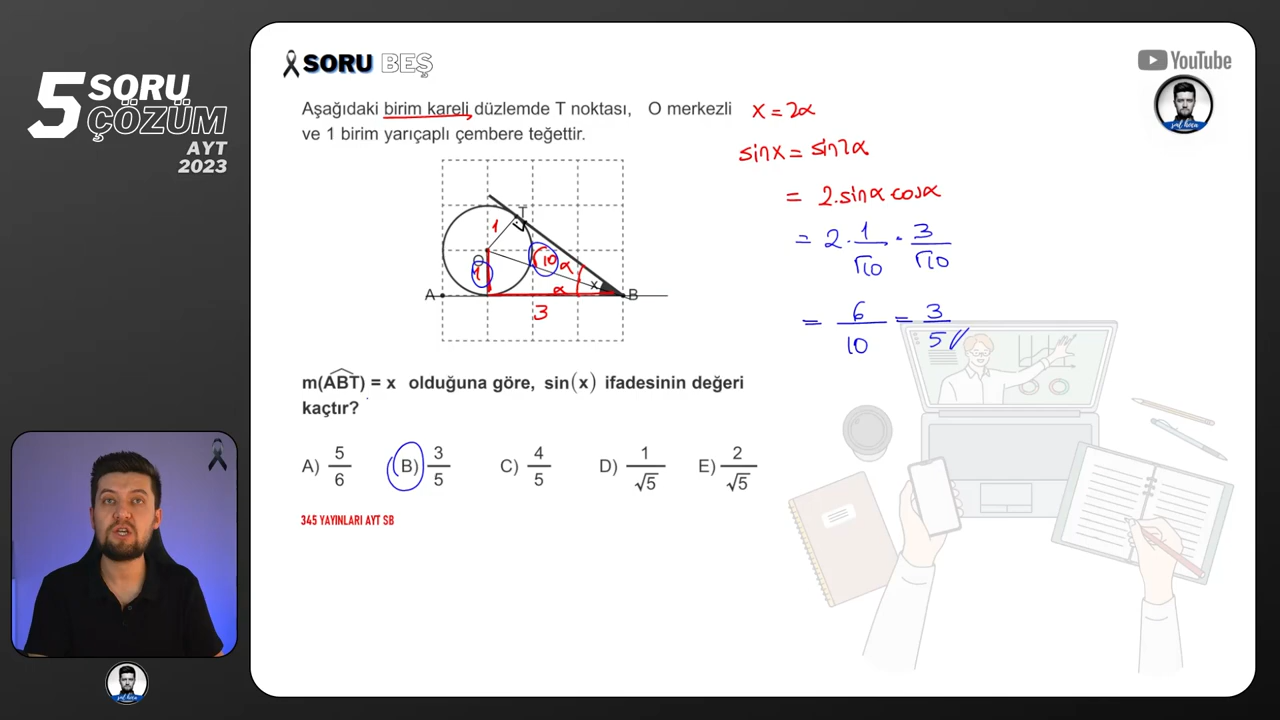 5 SORU
ÇÖZÜM
AYT
2023
SORU BEŞ
YouTube
Aşağıdaki birim kareli düzlemde T noktası, O merkezli
ve 1 birim yarıçaplı çembere teğettir.
x = 2α
sinx = sin2α
= 2.sinα cosα
= 2 · 1/√10 · 3/√10
= 6/10 = 3/5
T
1
O
1
√10
α
α
x
A
B
3
m(ABT) = x olduğuna göre, sin(x) ifadesinin değeri
kaçtır?
A) 5/6 B) 3/5 C) 4/5 D) 1/√5 E) 2/√5
345 YAYINLARI AYT SB